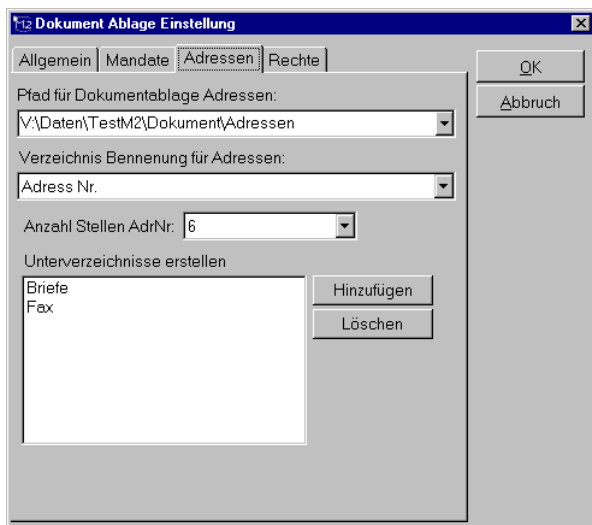 M2 Dokument Ablage Einstellung
Allgemein Mandate Adressen Rechte
OK
Abbruch
Pfad für Dokumentablage Adressen:
V:\Daten\TestM2\Dokument\Adressen
Verzeichnis Bennenung für Adressen:
Adress Nr.
Anzahl Stellen AdrNr: 6
Unterverzeichnisse erstellen
Briefe
Fax
Hinzufügen
Löschen